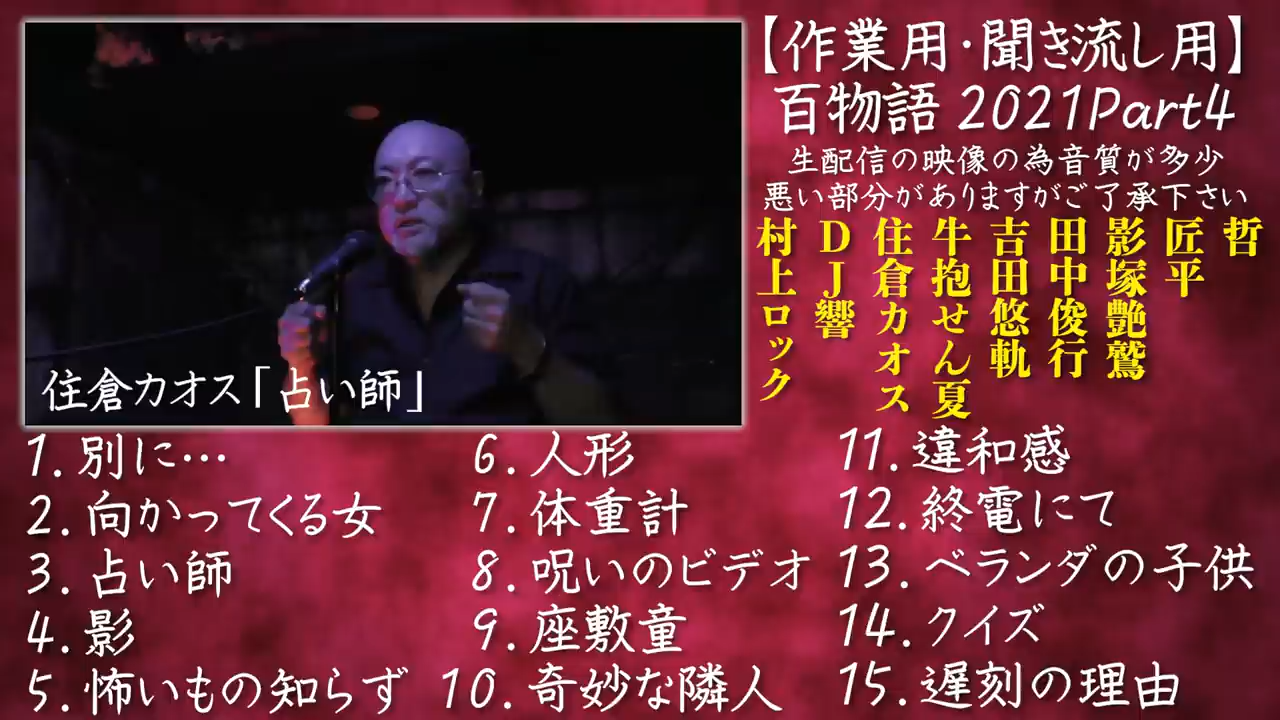 【作業用・聞き流し用】
百物語 2021Part4
生配信の映像の為音質が多少
悪い部分がありますがご了承下さい
哲
匠平
影塚艶鷲
田中俊行
吉田悠軌
牛抱せん夏
住倉カオス
DJ響
村上ロック
住倉カオス「占い師」
1.別に…
2.向かってくる女
3.占い師
4.影
5.怖いもの知らず
6.人形
7.体重計
8.呪いのビデオ
9.座敷童
10.奇妙な隣人
11.違和感
12.終電にて
13.ベランダの子供
14.クイズ
15.遅刻の理由